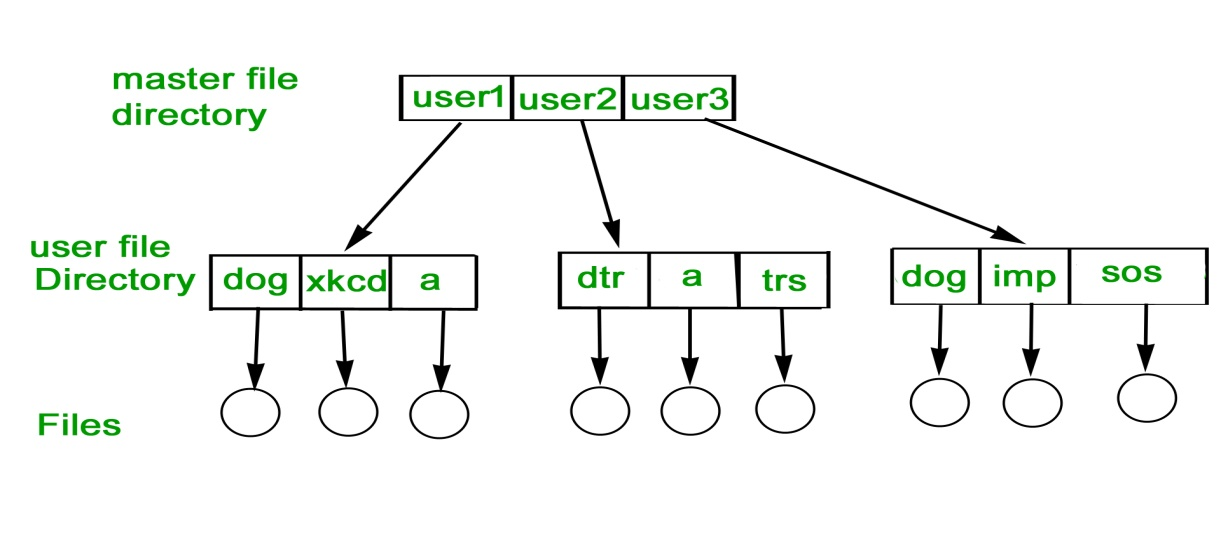 master file
directory
user1 user2 user3
user file
Directory
dog xkcd a
dtr a trs
dog imp sos
Files